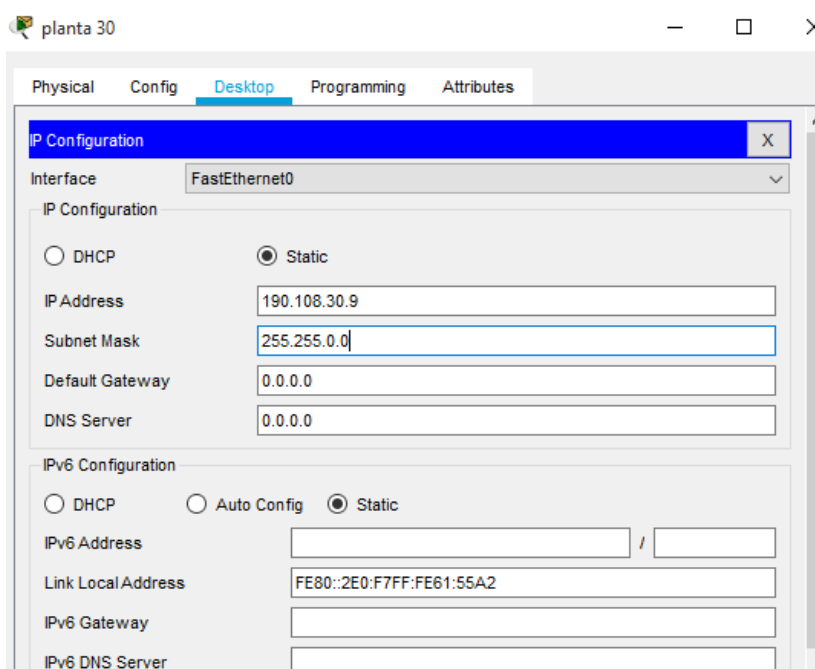 planta 30
Physical Config Desktop Programming Attributes
IP Configuration X
Interface FastEthernet0
IP Configuration
DHCP Static
IP Address 190.108.30.9
Subnet Mask 255.255.0.0
Default Gateway 0.0.0.0
DNS Server 0.0.0.0
IPv6 Configuration
DHCP Auto Config Static
IPv6 Address /
Link Local Address FE80::2E0:F7FF:FE61:55A2
IPv6 Gateway
IPv6 DNS Server